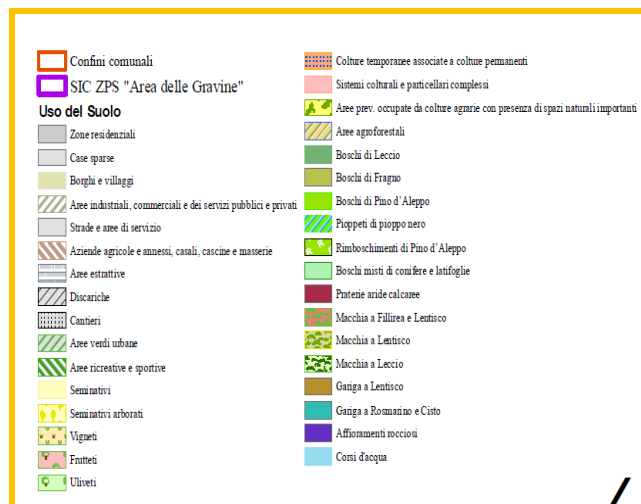 Confini comunali
SIC ZPS "Area delle Gravine"
Uso del Suolo
Zone residenziali
Case sparse
Borghi e villaggi
Aree industriali, commerciali e dei servizi pubblici e privati
Strade e aree di servizio
Aziende agricole e annessi, casali, cascine e masserie
Aree estrattive
Discariche
Cantieri
Aree verdi urbane
Aree ricreative e sportive
Seminativi
Seminativi arborati
Vigneti
Frutteti
Uliveti
Colture temporanee associate a colture permanenti
Sistemi colturali e particellari complessi
Aree prev. occupate da colture agrarie con presenza di spazi naturali importanti
Aree agroforestali
Boschi di Leccio
Boschi di Fragno
Boschi di Pino d'Aleppo
Pioppeti di pioppo nero
Rimboschimenti di Pino d'Aleppo
Boschi misti di conifere e latifoglie
Praterie aride calcaree
Macchia a Fillirea e Lentisco
Macchia a Lentisco
Macchia a Leccio
Gariga a Lentisco
Gariga a Rosmarino e Cisto
Affioramenti rocciosi
Corsi d'acqua